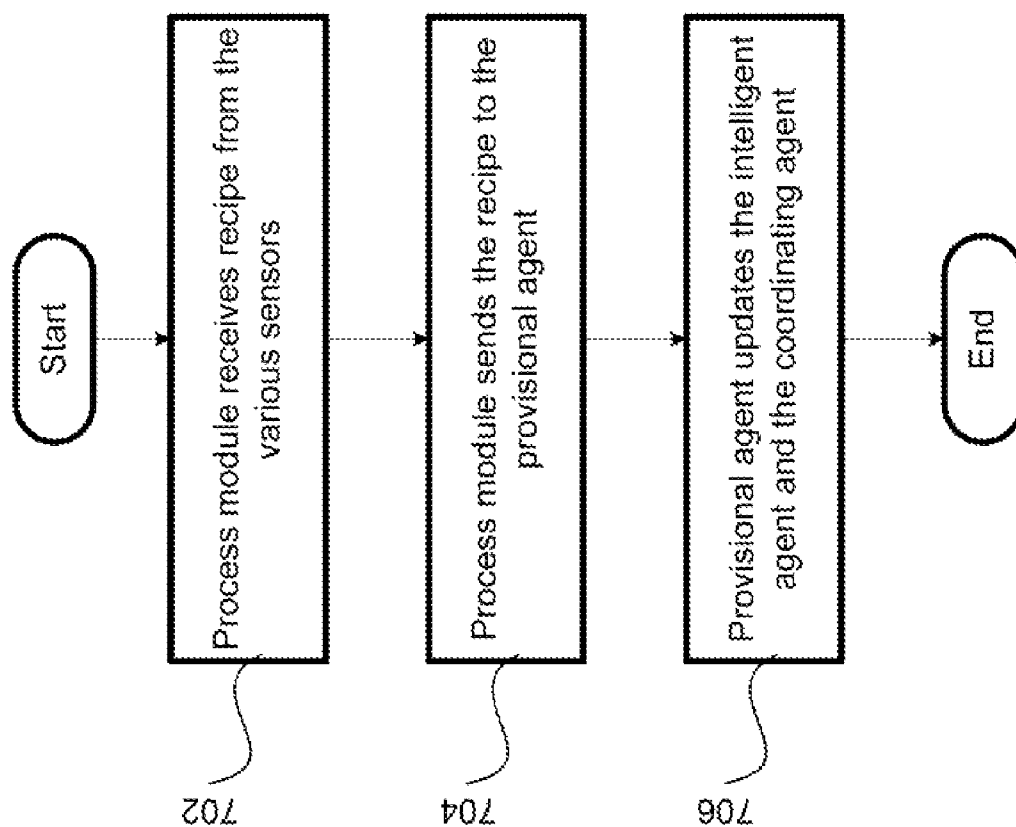 Start
Process module receives recipe from the
various sensors
702
Process module sends the recipe to the
provisional agent
704
Provisional agent updates the intelligent
agent and the coordinating agent
706
End